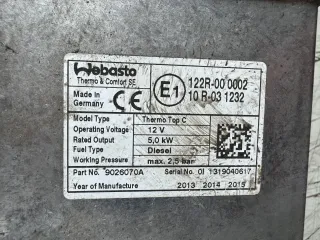 Webasto
Thermo & Comfort SE
Made in
Germany
CE
E1
122R-00 0002
10 R-03 1232
Model Type Thermo Top C
Operating Voltage 12 V
Rated Output 5,0 kW
Fuel Type Diesel
Working Pressure max. 2,5 bar
Part No. 9026070A Serial No. 01 1319040617
Year of Manufacture 2013 2014 2015